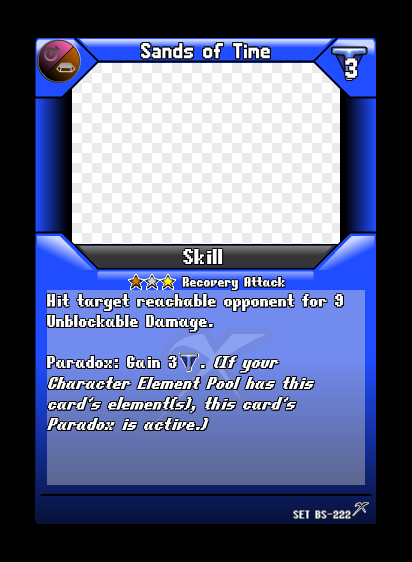 Sands of Time
3
Skill
Recovery Attack
Hit target reachable opponent for 9
Unblockable Damage.
Paradox: Gain 3. (If your
Character Element Pool has this
card's element(s), this card's
Paradox is active.)
SET BS-222